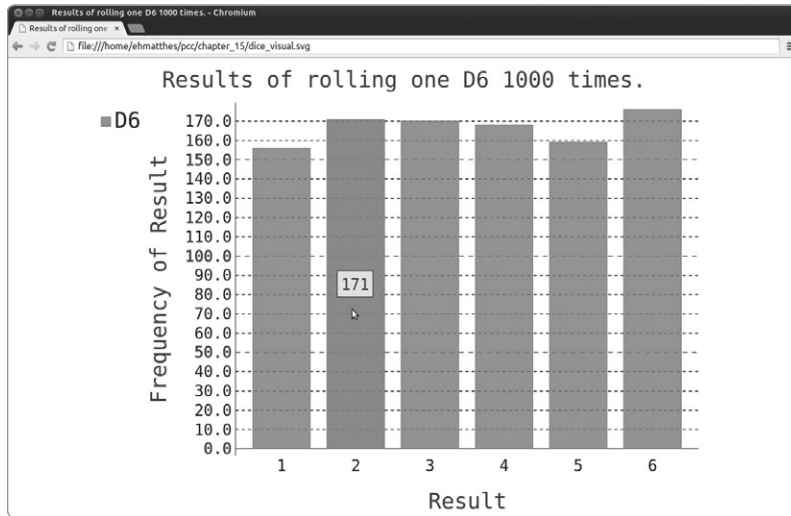 Results of rolling one D6 1000 times. - Chromium
Results of rolling one
file:///home/ehmatthes/pcc/chapter_15/dice_visual.svg
Results of rolling one D6 1000 times.
D6
Frequency of Result
170.0
160.0
150.0
140.0
130.0
120.0
110.0
100.0
90.0
80.0
70.0
60.0
50.0
40.0
30.0
20.0
10.0
0.0
171
1 2 3 4 5 6
Result